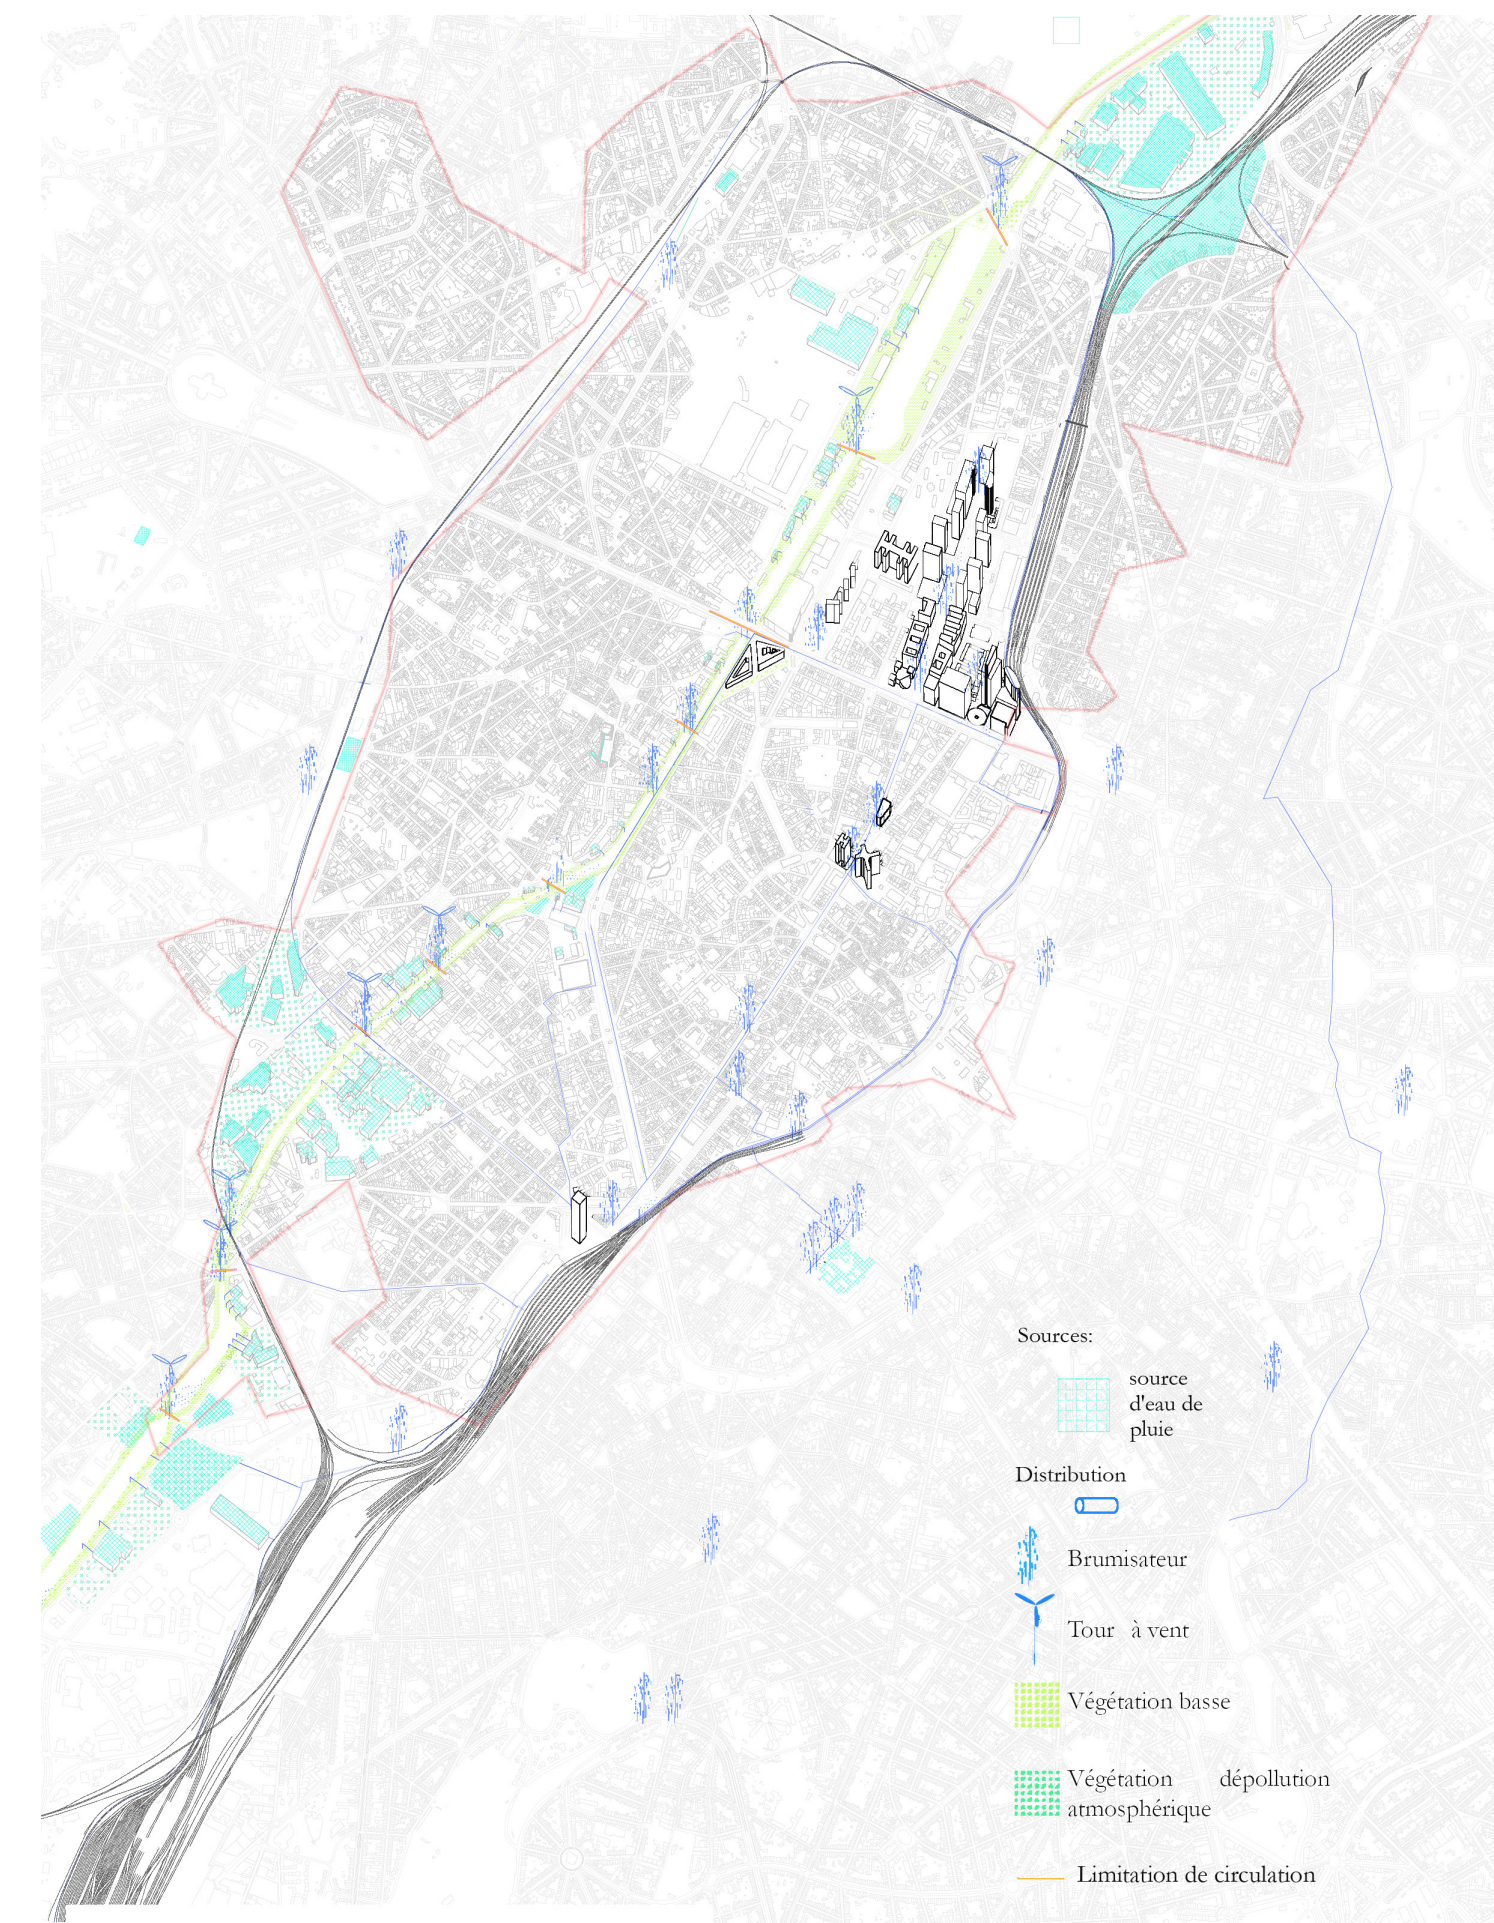 Sources:
source
d'eau de
pluie
Distribution
Brumisateur
Tour à vent
Végétation basse
Végétation dépollution
atmosphérique
Limitation de circulation